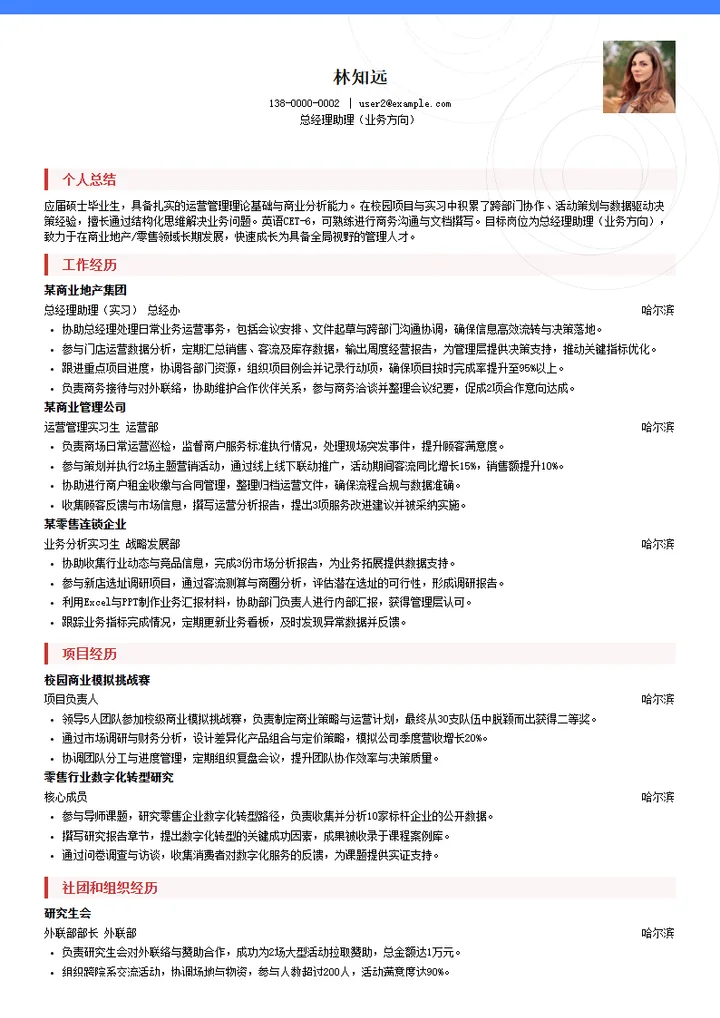 林知远
138-0000-0002 | user2@example.com
总经理助理（业务方向）
个人总结
应届硕士毕业生，具备扎实的运营管理理论基础与商业分析能力。在校园项目与实习中积累了跨部门协作、活动策划与数据驱动决
策经验，擅长通过结构化思维解决业务问题。英语CET-6，可熟练进行商务沟通与文档撰写。目标岗位为总经理助理（业务方向），
致力于在商业地产/零售领域长期发展，快速成长为具备全局视野的管理人才。
工作经历
某商业地产集团
总经理助理（实习） 总经办 哈尔滨
• 协助总经理处理日常业务运营事务，包括会议安排、文件起草与跨部门沟通协调，确保信息高效流转与决策落地。
• 参与门店运营数据分析，定期汇总销售、客流及库存数据，输出周度经营报告，为管理层提供决策支持，推动关键指标优化。
• 跟进重点项目进度，协调各部门资源，组织项目例会并记录行动项，确保项目按时完成率提升至95%以上。
• 负责商务接待与对外联络，协助维护合作伙伴关系，参与商务洽谈并整理会议纪要，促成2项合作意向达成。
某商业管理公司
运营管理实习生 运营部 哈尔滨
• 负责商场日常运营巡检，监督商户服务标准执行情况，处理现场突发事件，提升顾客满意度。
• 参与策划并执行2场主题营销活动，通过线上线下联动推广，活动期间客流同比增长15%，销售额提升10%。
• 协助进行商户租金收缴与合同管理，整理归档运营文件，确保流程合规与数据准确。
• 收集顾客反馈与市场信息，撰写运营分析报告，提出3项服务改进建议并被采纳实施。
某零售连锁企业
业务分析实习生 战略发展部 哈尔滨
• 协助收集行业动态与竞品信息，完成3份市场分析报告，为业务拓展提供数据支持。
• 参与新店选址调研项目，通过客流测算与商圈分析，评估潜在选址的可行性，形成调研报告。
• 利用Excel与PPT制作业务汇报材料，协助部门负责人进行内部汇报，获得管理层认可。
• 跟踪业务指标完成情况，定期更新业务看板，及时发现异常数据并反馈。
项目经历
校园商业模拟挑战赛
项目负责人 哈尔滨
• 领导5人团队参加校级商业模拟挑战赛，负责制定商业策略与运营计划，最终从30支队伍中脱颖而出获得二等奖。
• 通过市场调研与财务分析，设计差异化产品组合与定价策略，模拟公司季度营收增长20%。
• 协调团队分工与进度管理，定期组织复盘会议，提升团队协作效率与决策质量。
零售行业数字化转型研究
核心成员 哈尔滨
• 参与导师课题，研究零售企业数字化转型路径，负责收集并分析10家标杆企业的公开数据。
• 撰写研究报告章节，提出数字化转型的关键成功因素，成果被收录于课程案例库。
• 通过问卷调查与访谈，收集消费者对数字化服务的反馈，为课题提供实证支持。
社团和组织经历
研究生会
外联部部长 外联部 哈尔滨
• 负责研究生会对外联络与赞助合作，成功为2场大型活动拉取赞助，总金额达1万元。
• 组织跨院系交流活动，协调场地与物资，参与人数超过200人，活动满意度达90%。